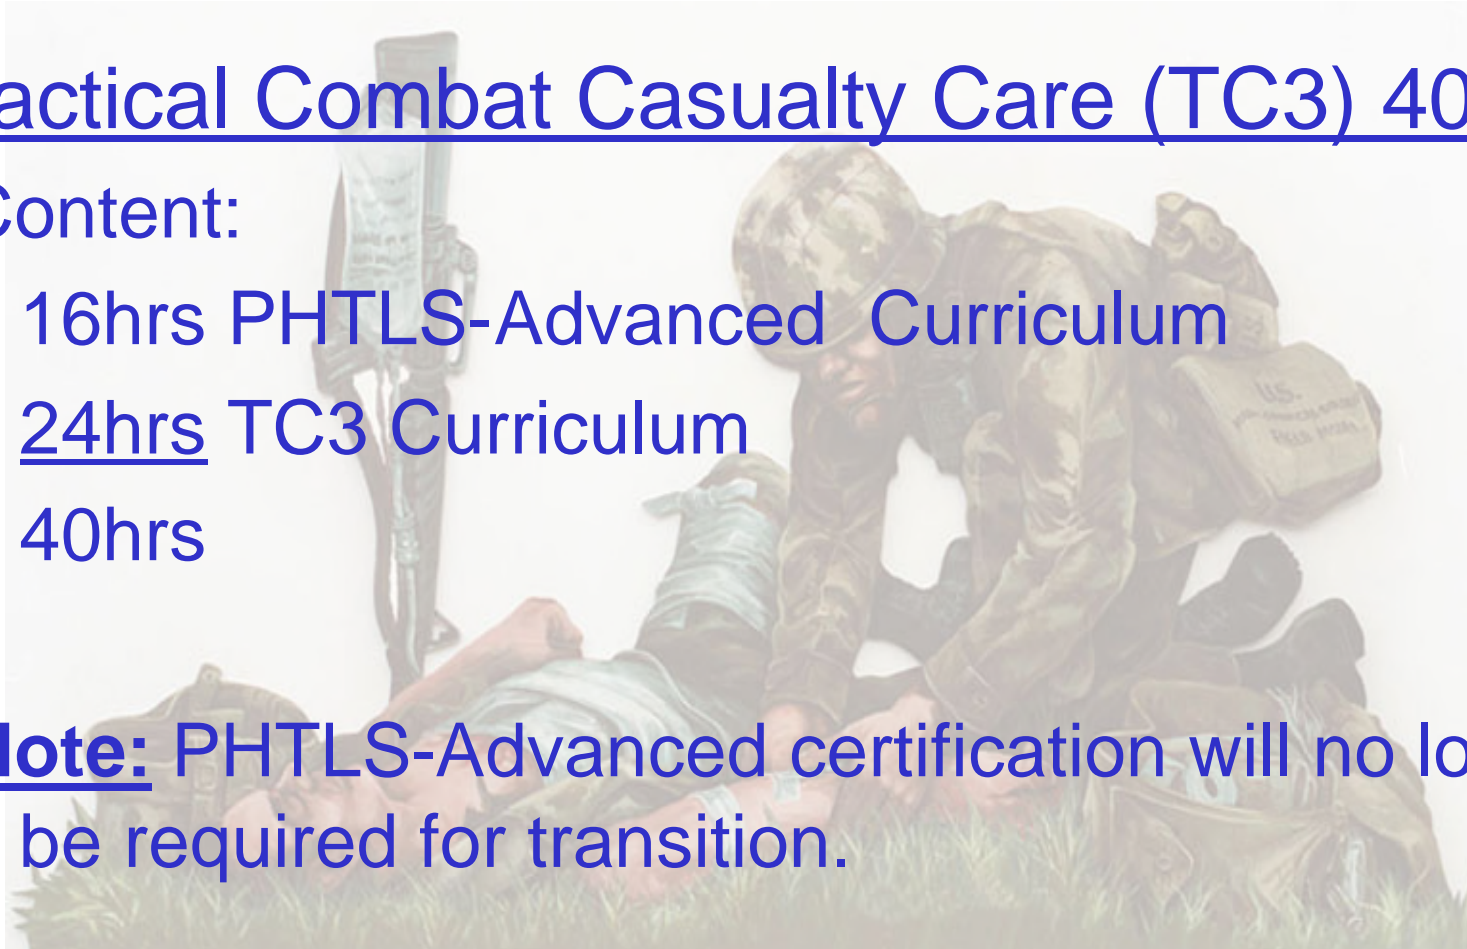 actical Combat Casualty Care (TC3) 40
Content:
16hrs PHTLS-Advanced Curriculum
24hrs TC3 Curriculum
40hrs
Note: PHTLS-Advanced certification will no lo
be required for transition.
U.S.